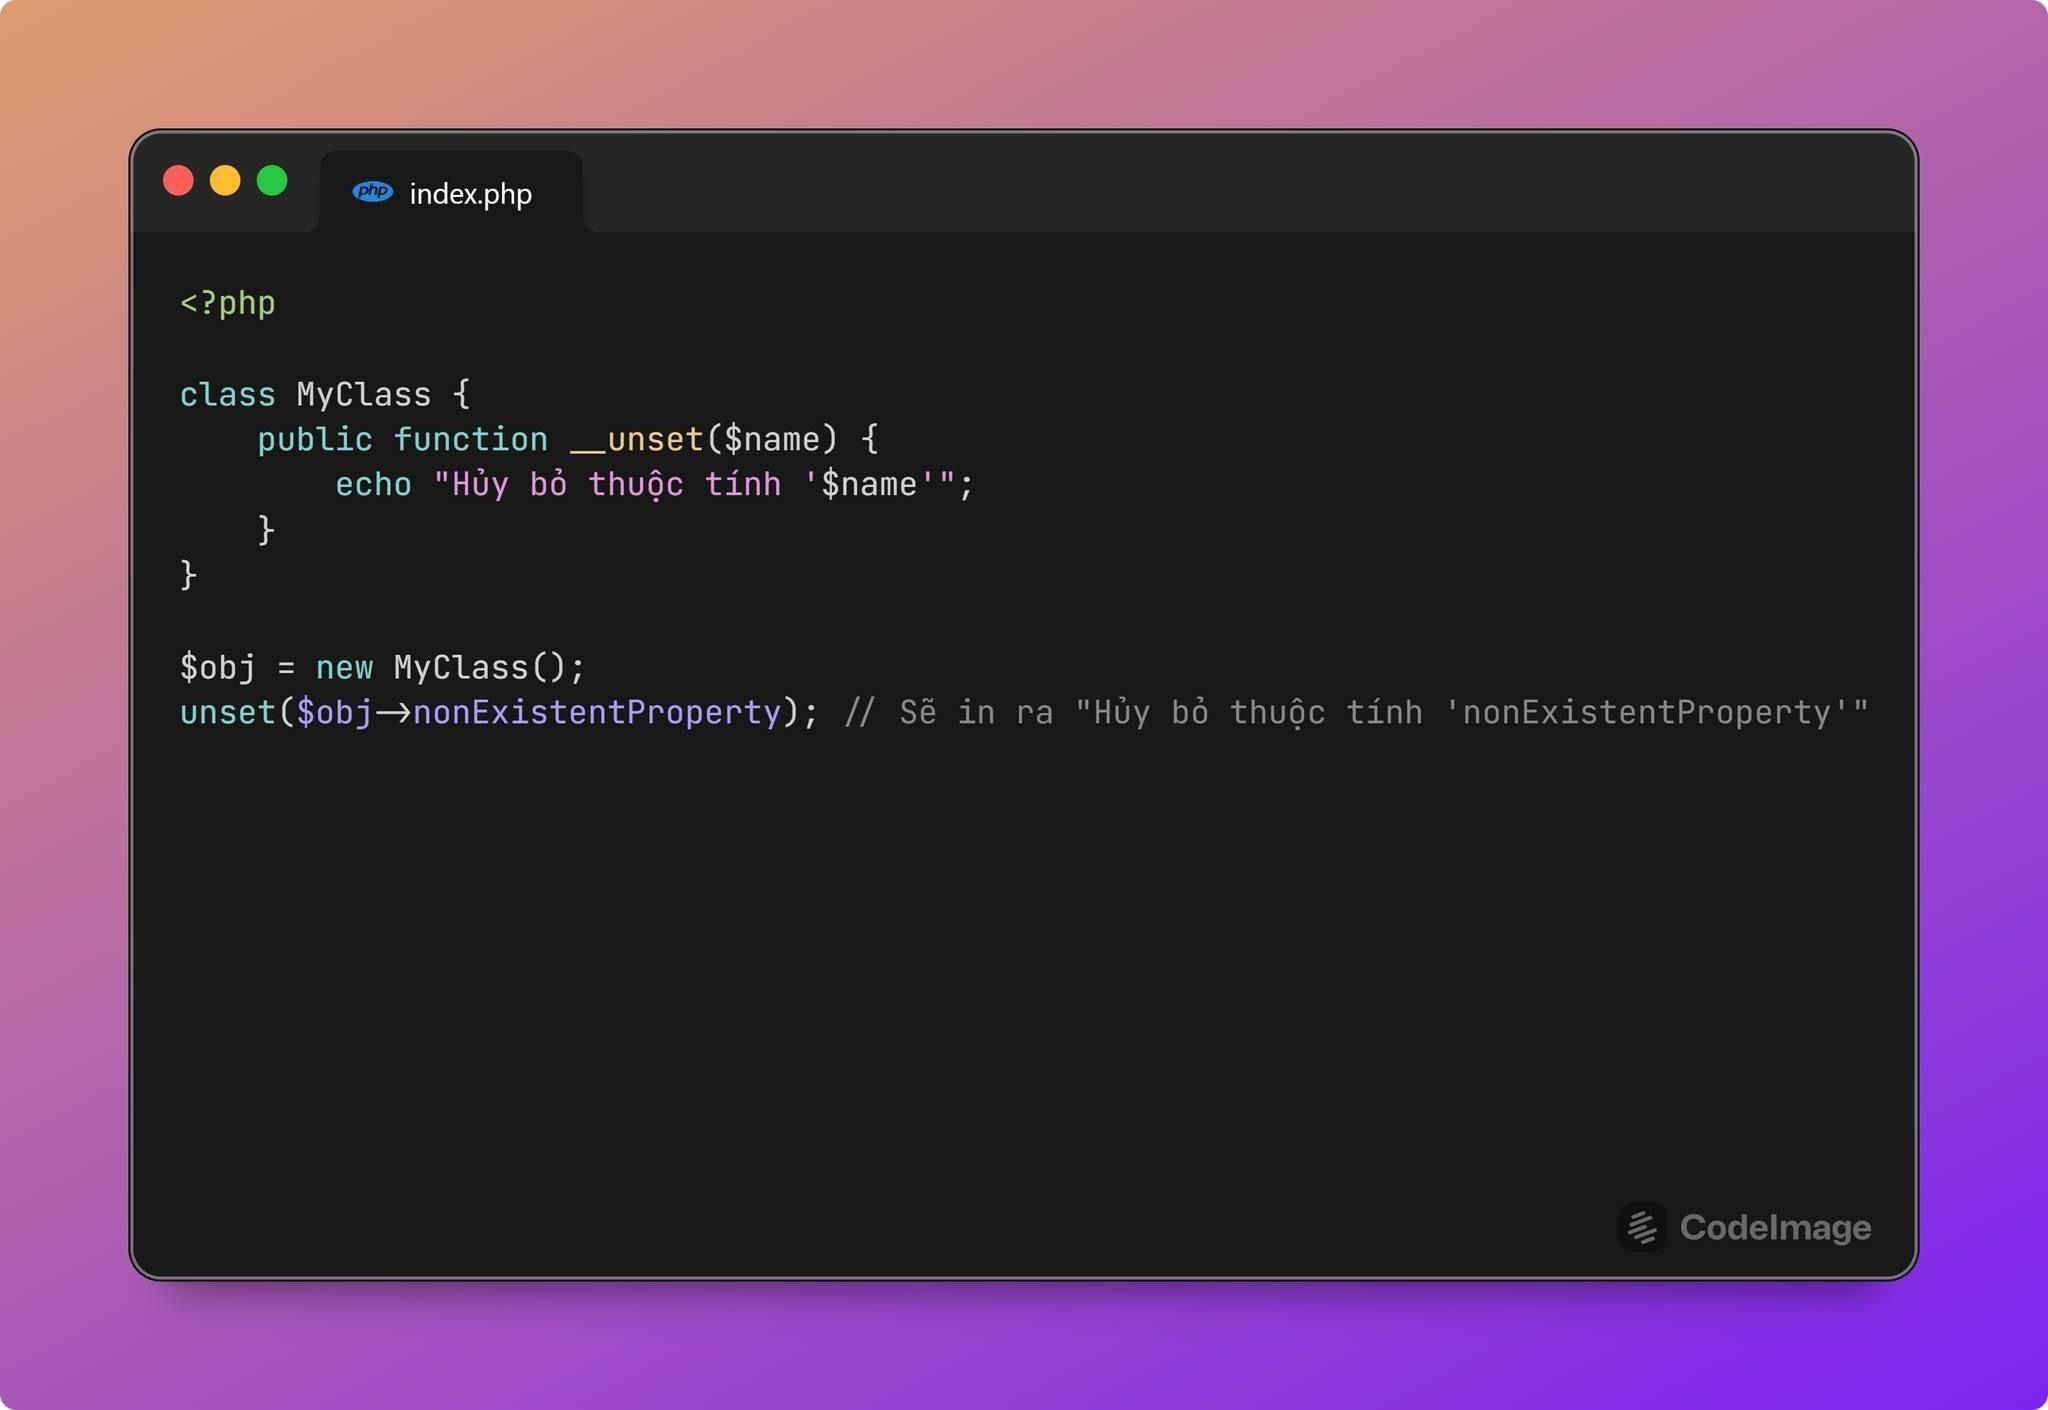 php index.php
<?php
class MyClass {
    public function __unset($name) {
        echo "Hủy bỏ thuộc tính '$name'";
    }
}
$obj = new MyClass();
unset($obj->nonExistentProperty); // Sẽ in ra "Hủy bỏ thuộc tính 'nonExistentProperty'"
CodeImage